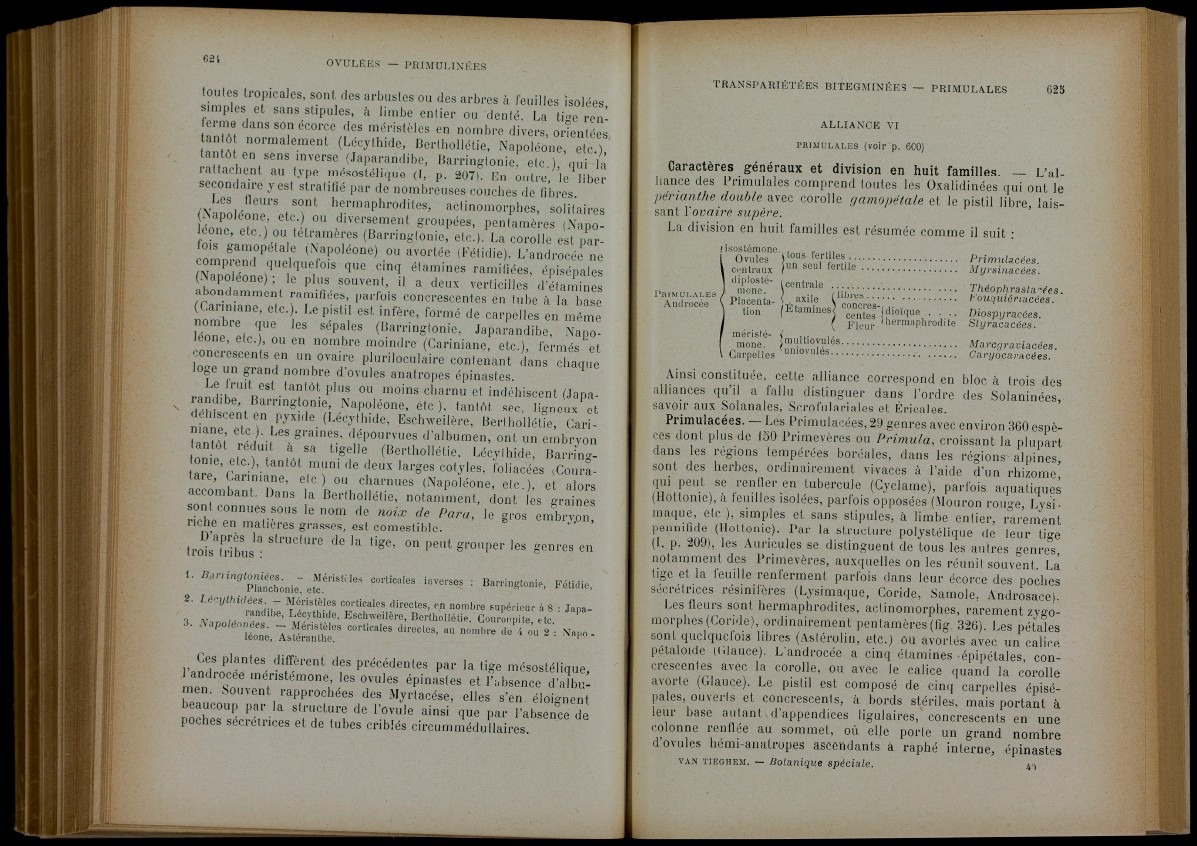 624
OVULÉES — PRIMULINÉES
toutes tropicales, sont des arbustes ou des arbres à feuilles isolées,
simples et sans stipules, à limbe entier ou denté. La tige ren-
ferme dans son écorce des méristèles en nombre divers, orientées,
tantôt normalement (Lécythide, Berthollétie, Napoléone, etc.),
tantôt en sens inverse (Japarandibe, Barringtonie, etc.), qui la
rattachent au type mésostélique (I, p. 207). En outre, le liber
secondaire y est stratifié par de nombreuses couches de fibres.
Les fleurs sont hermaphrodites, actinomorphes, solitaires
(Napoléone, etc.) ou diversement groupées, pentamères (Napo-
léone, etc.) ou tétramères (Barringtonie, etc.). La corolle est par-
fois gamopétale (Napoléone) ou avortée (Fétidie). L'androcée ne
comprend quelquefois que cinq étamines ramifiées, épisépales
(Napoléone) ; le plus souvent, il a deux verticilles d'étamines
abondamment ramifiées, parfois concrescentes en tube à la base
(Cariniane, etc.). Le pistil est infère, formé de carpelles en même
nombre que les sépales (Barringtonie, Japarandibe, Napo-
léone, etc.), ou en nombre moindre (Cariniane, etc.), fermés et
concrescents en un ovaire pluriloculaire contenant dans chaque
loge un grand nombre d'ovules anatropes épinastes.
Le fruit est tantôt plus ou moins charnu et indéhiscent (Japa-
randibe, Barringtonie, Napoléone, etc ), tantôt sec, ligneux et
déhiscent en pyxide (Lécythide, Eschweilère, Berthollétie, Cari-
niane, etc ). Les graines, dépourvues d'albumen, ont un embryon
tantôt réduit à sa tigelle (Berthollétie, Lécythide, Barring-
tonie, etc.), tantôt muni de deux larges cotyles, foliacées (Coura-
tare, Cariniane, etc ) ou charnues (Napoléone, etc.), et alors
accombant. Dans la Berthollétie, notamment, dont les graines
sont connues sous le nom de noix de Para, le gros embryon,
riche en matières grasses, est comestible.
D'après la structure de la tige, on peut grouper les genres en
trois tribus :
1. Barringtoniées. — Méristèles corticales inverses : Barringtonie, Fétidie,
Planchonie, etc.
2. Lécythidées. — Méristèles corticales directes, en nombre supérieur à 8 : Japa-
randibe, Lécythide, Eschweilère, Berthollétie, Couroupite, etc.
3. Napoléonées. — Méristèles corticales directes, au nombre de 4 ou 2 : Napo-
léone, Astéranthe.
Ces plantes diffèrent des précédentes par la tige mésostélique,
l'androcée méristémone, les ovules épinastes et l'absence d'albu-
men. Souvent rapprochées des Myrtacése, elles s'en éloignent
beaucoup par la structure de l'ovule ainsi que par l'absence de
poches sécrétrices et de tubes criblés circummédullaires.
TRANSPARIÉTÉES BITEGMINÉES — PRIMULALES 625
ALLIANCE VI
PRIMULALES (voir p. 600)
Caractères généraux et division en huit familles. — L'al-
liance des Primulales comprend toutes les Oxalidinées qui ont le
périanthe double avec corolle gamopétale et le pistil libre, lais-
sant l'ovaire supère.
La division en huit familles est résumée comme il suit :
isostémone.
Ovules tous fertiles . . . . . . Primulacées.
centraux un seul fertile . . . . . . Myrsinacées.
diplosté-
mone. centrale . . . . . . Théophrastacées.
PRIMULALES Placenta- axile libres . . . . . . Fouquiériacées.
Androcée tion Étamines concres-
centes dioïque . . . . Diospyracées.
Fleur hermaphrodite Styracacées.
méristé-
mone. multiovulés . . . . . . Marcgraviacées.
Carpelles uniovulés . . . . . . Caryocaracées.
Ainsi constituée, cette alliance correspond en bloc à trois des
alliances qu'il a fallu distinguer dans l'ordre des Solaninées,
savoir aux Solanales, Scrofulariales et Éricales.
Primulacées. — Les Primulacées, 29 genres avec environ 360 espè-
ces dont plus de 150 Primevères ou Primula, croissant la plupart
dans les régions tempérées boréales, dans les régions alpines,
sont des herbes, ordinairement vivaces à l'aide d'un rhizome,
qui peut se renfler en tubercule (Cyclame), parfois aquatiques
(Hottonie), à feuilles isolées, parfois opposées (Mouron rouge, Lysi-
maque, etc ), simples et sans stipules, à limbe entier, rarement
pennifide (Hottonie). Par la structure polystélique de leur tige
(I, p. 209), les Auricules se distinguent de tous les autres genres,
notamment des Primevères, auxquelles on les réunit souvent. La
tige et la feuille renferment parfois dans leur écorce des poches
sécrétrices résinifères (Lysimaque, Coride, Samole, Androsace).
Les fleurs sont hermaphrodites, actinomorphes, rarement zygo-
morphes (Coride), ordinairement pentamères (fig. 326). Les pétales
sont quelquefois libres (Astérolin, etc.) ou avortés avec un calice
pétaloïde (Glauce). L'androcée a cinq étamines épipétales, con-
crescentes avec la corolle, ou avec le calice quand la corolle
avorte (Glauce). Le pistil est composé de cinq carpelles épisé-
pales, ouverts et concrescents, à bords stériles, mais portant à
leur base autant d'appendices ligulaires, concrescents en une
colonne renflée au sommet, où elle porte un grand nombre
d'ovules hémi-anatropes ascendants à raphé interne, épinastes
VAN TIEGHEM. — Botanique spéciale. 40